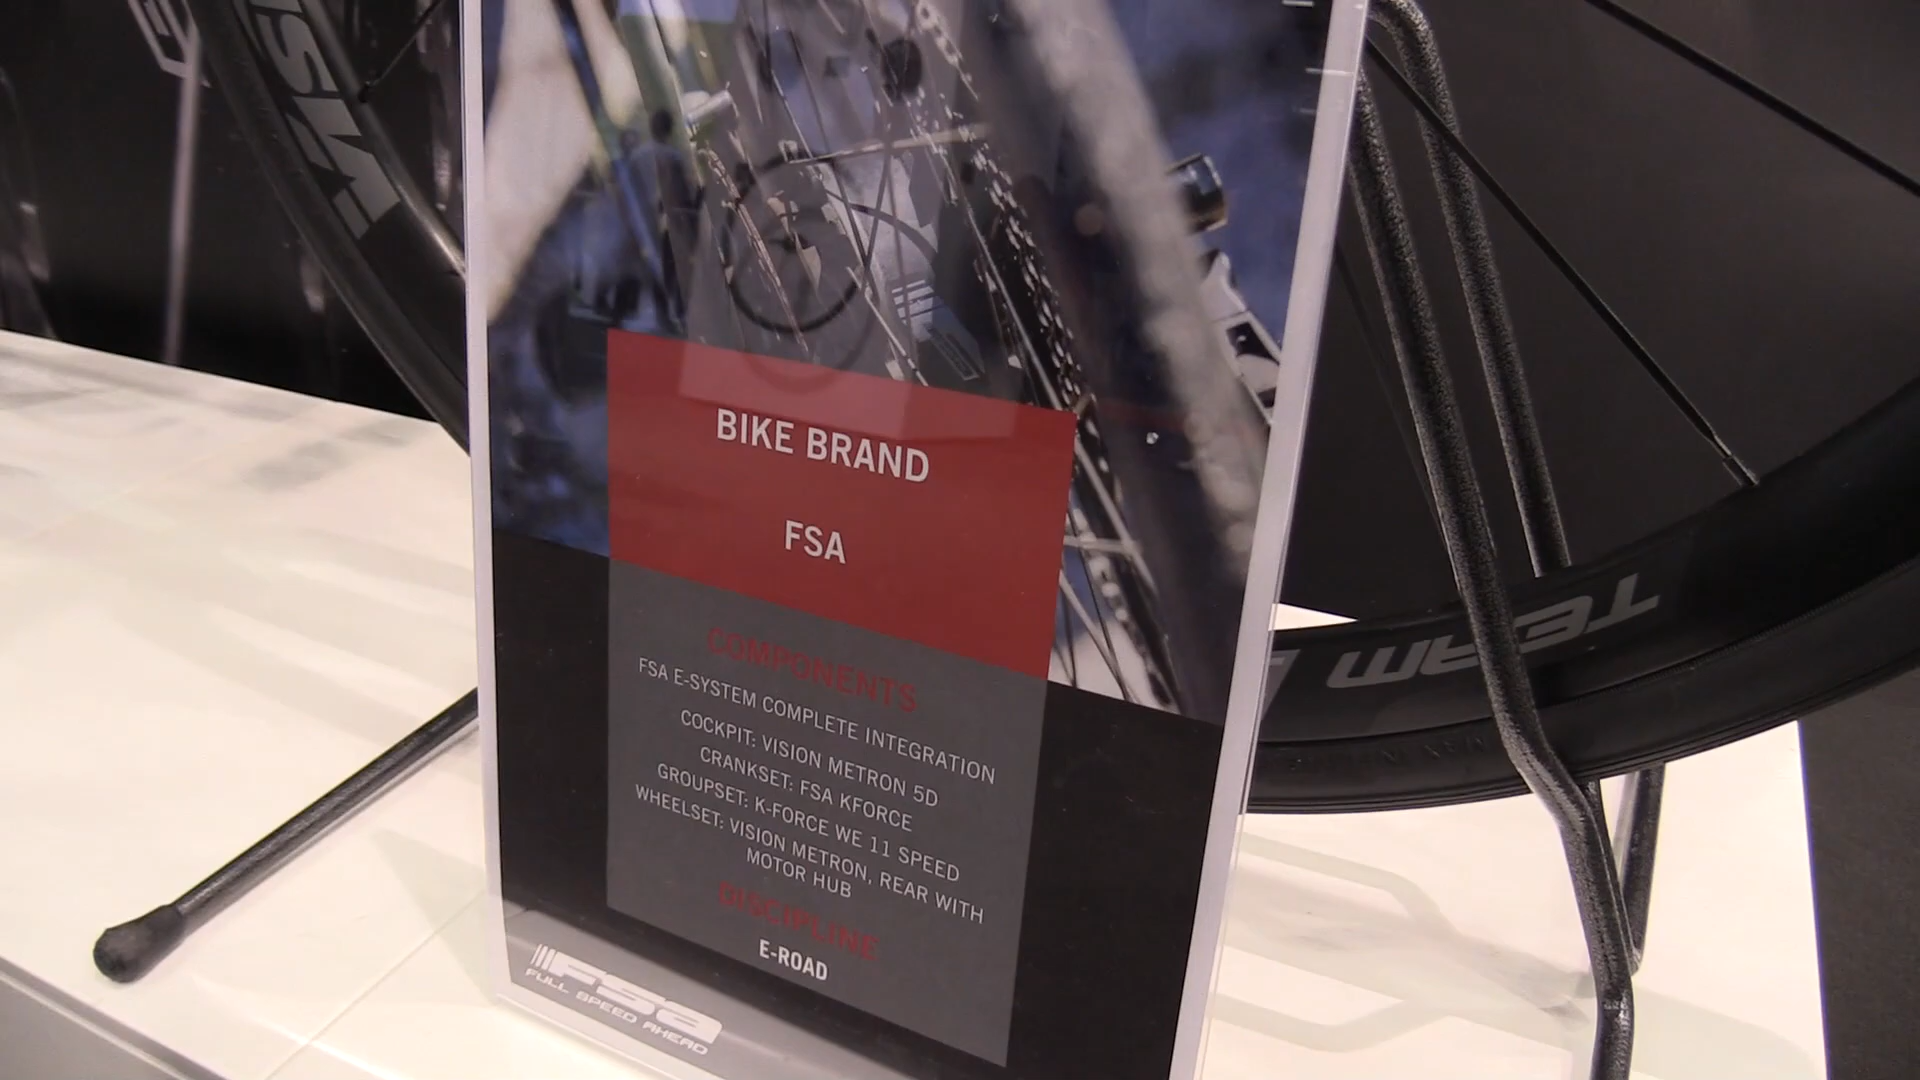 BIKE BRAND
FSA
COMPONENTS
FSA E-SYSTEM COMPLETE INTEGRATION
COCKPIT: VISION METRON 5D
CRANKSET: FSA KFORCE
GROUPSET: K-FORCE WE 11 SPEED
WHEELSET: VISION METRON, REAR WITH
MOTOR HUB
DISCIPLINE
E-ROAD
FSA
FULL SPEED AHEAD
TEAM